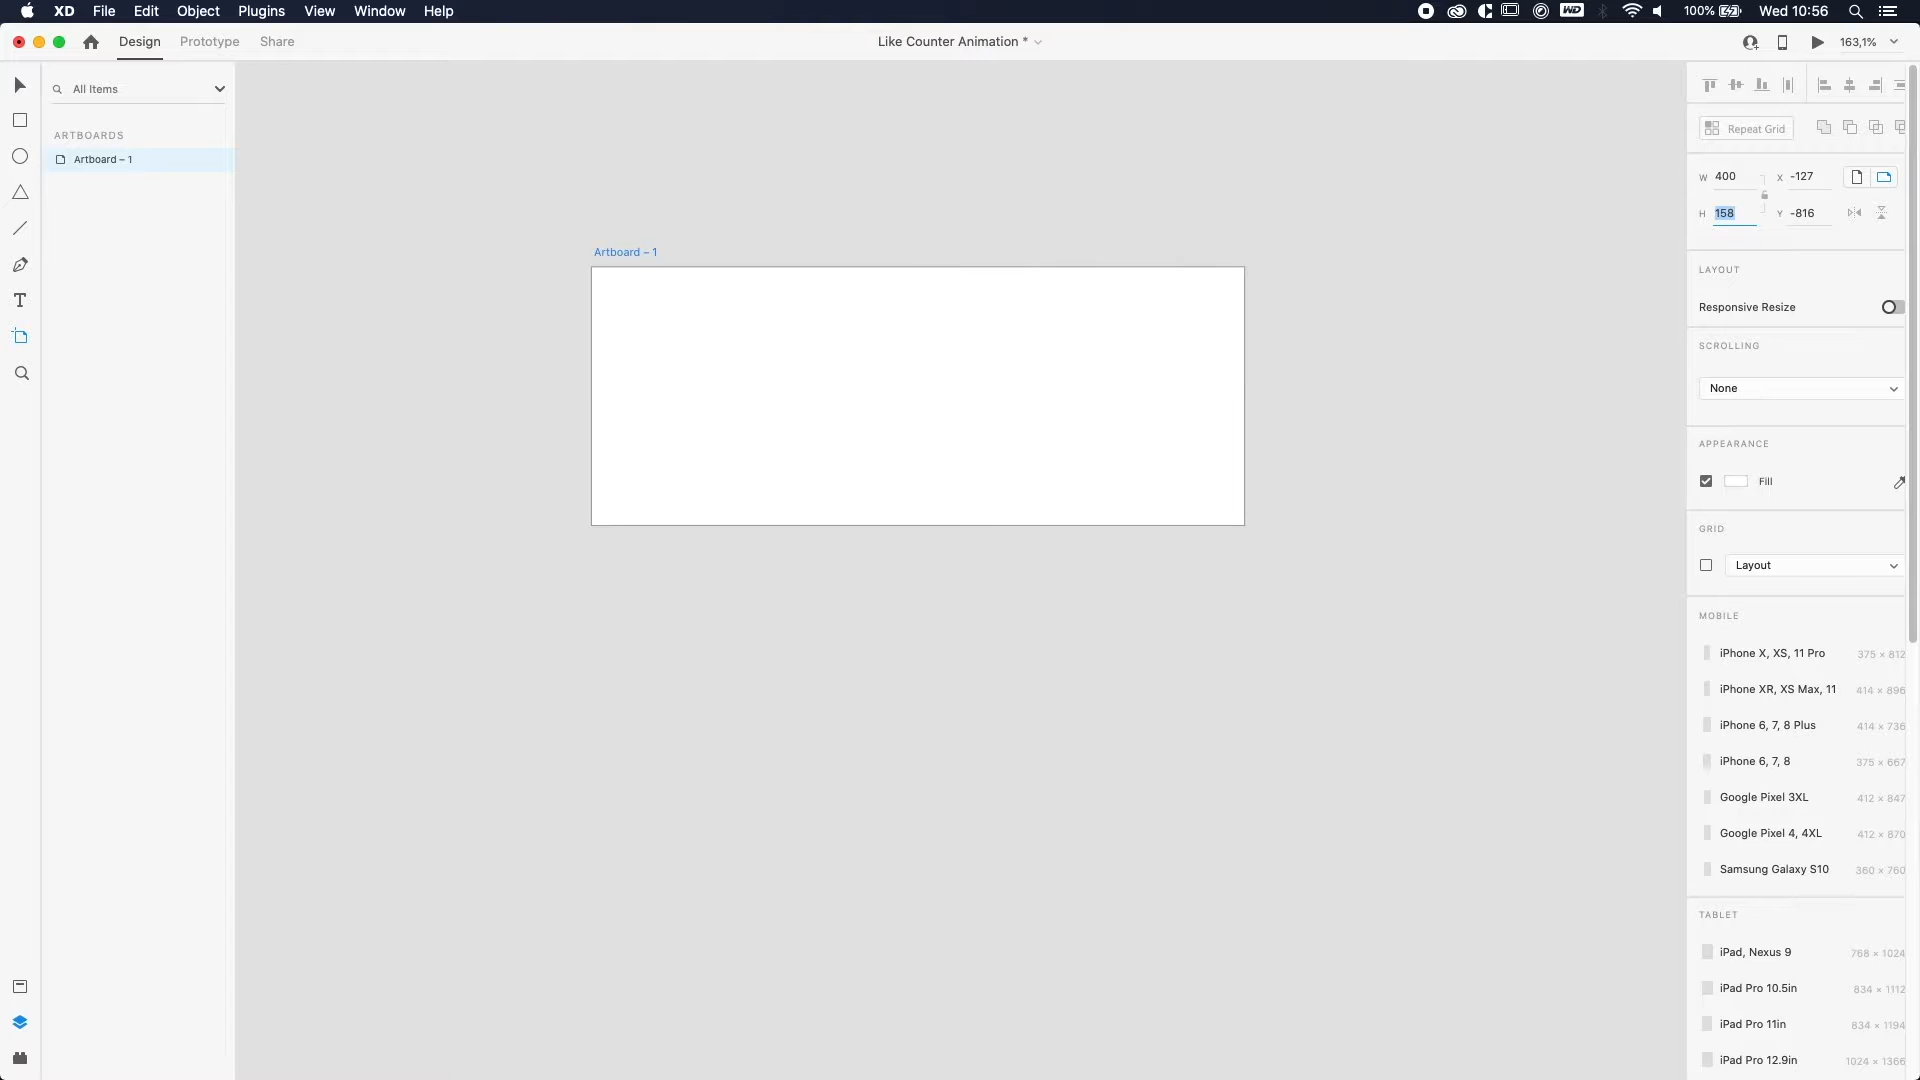 XD File Edit Object Plugins View Window Help
WD 100% Wed 10:56
Design Prototype Share
Like Counter Animation *
163,1%
All Items
ARTBOARDS
Artboard – 1
Artboard – 1
Repeat Grid
W 400 X -127
H 158 Y -816
LAYOUT
Responsive Resize
SCROLLING
None
APPEARANCE
Fill
GRID
Layout
MOBILE
iPhone X, XS, 11 Pro 375 × 812
iPhone XR, XS Max, 11 414 × 896
iPhone 6, 7, 8 Plus 414 × 736
iPhone 6, 7, 8 375 × 667
Google Pixel 3XL 412 × 847
Google Pixel 4, 4XL 412 × 870
Samsung Galaxy S10 360 × 760
TABLET
iPad, Nexus 9 768 × 1024
iPad Pro 10.5in 834 × 1112
iPad Pro 11in 834 × 1194
iPad Pro 12.9in 1024 × 1366
T